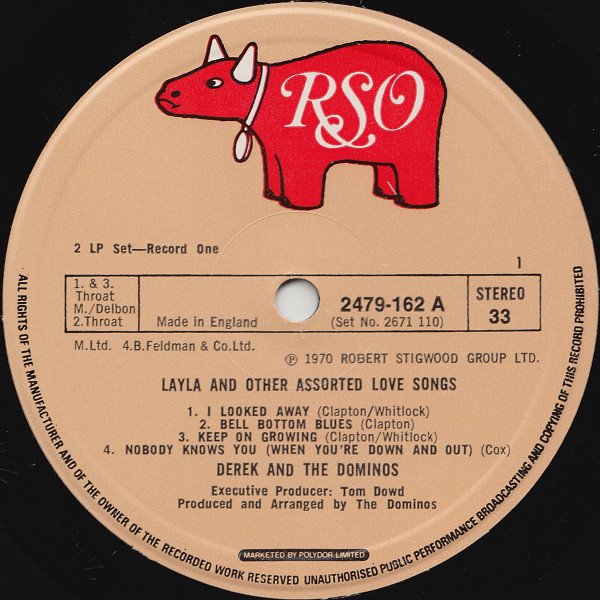 RSO
2 LP Set—Record One
1
1. & 3.
Throat
M./Delbon
2.Throat
Made in England
2479-162 A
(Set No. 2671 110)
STEREO
33
M.Ltd. 4.B.Feldman & Co.Ltd.
℗ 1970 ROBERT STIGWOOD GROUP LTD.
LAYLA AND OTHER ASSORTED LOVE SONGS
1. I LOOKED AWAY (Clapton/Whitlock)
2. BELL BOTTOM BLUES (Clapton)
3. KEEP ON GROWING (Clapton/Whitlock)
4. NOBODY KNOWS YOU (WHEN YOU'RE DOWN AND OUT) (Cox)
DEREK AND THE DOMINOS
Executive Producer: Tom Dowd
Produced and Arranged by The Dominos
MARKETED BY POLYDOR LIMITED
ALL RIGHTS OF THE MANUFACTURER AND OF THE OWNER OF THE RECORDED WORK RESERVED UNAUTHORISED PUBLIC PERFORMANCE BROADCASTING AND COPYING OF THIS RECORD PROHIBITED